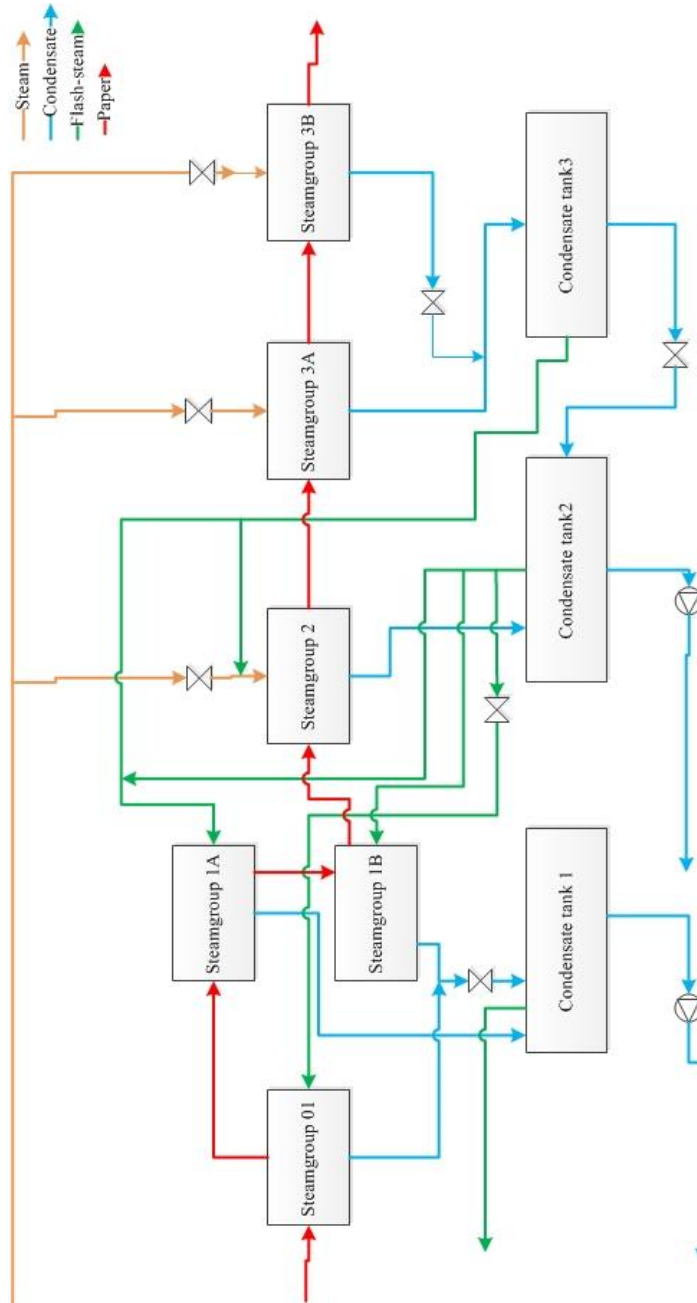 Steam
Condensate
Flash-steam
Paper
Steamgroup 01
Steamgroup 1A
Steamgroup 1B
Steamgroup 2
Steamgroup 3A
Steamgroup 3B
Condensate tank 1
Condensate tank2
Condensate tank3